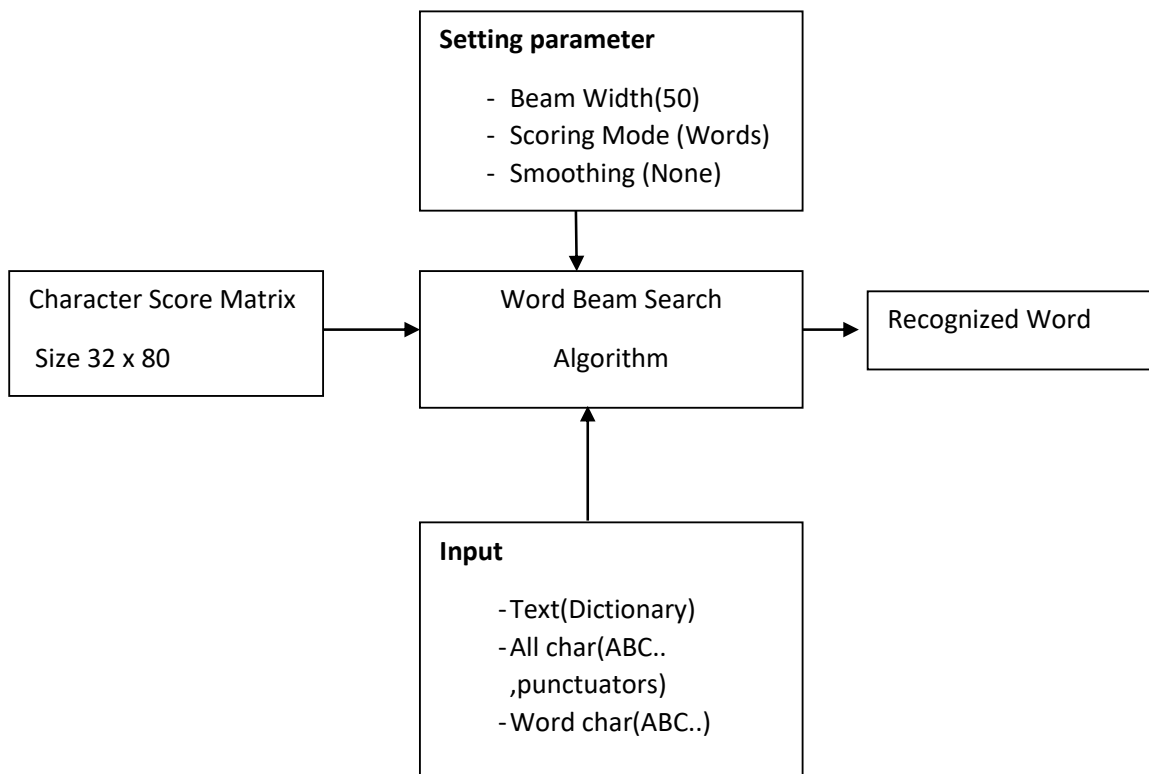 Setting parameter
- Beam Width(50)
- Scoring Mode (Words)
- Smoothing (None)
Character Score Matrix
Size 32 x 80
Word Beam Search
Algorithm
Recognized Word
Input
-Text(Dictionary)
-All char(ABC..
,punctuators)
-Word char(ABC..)